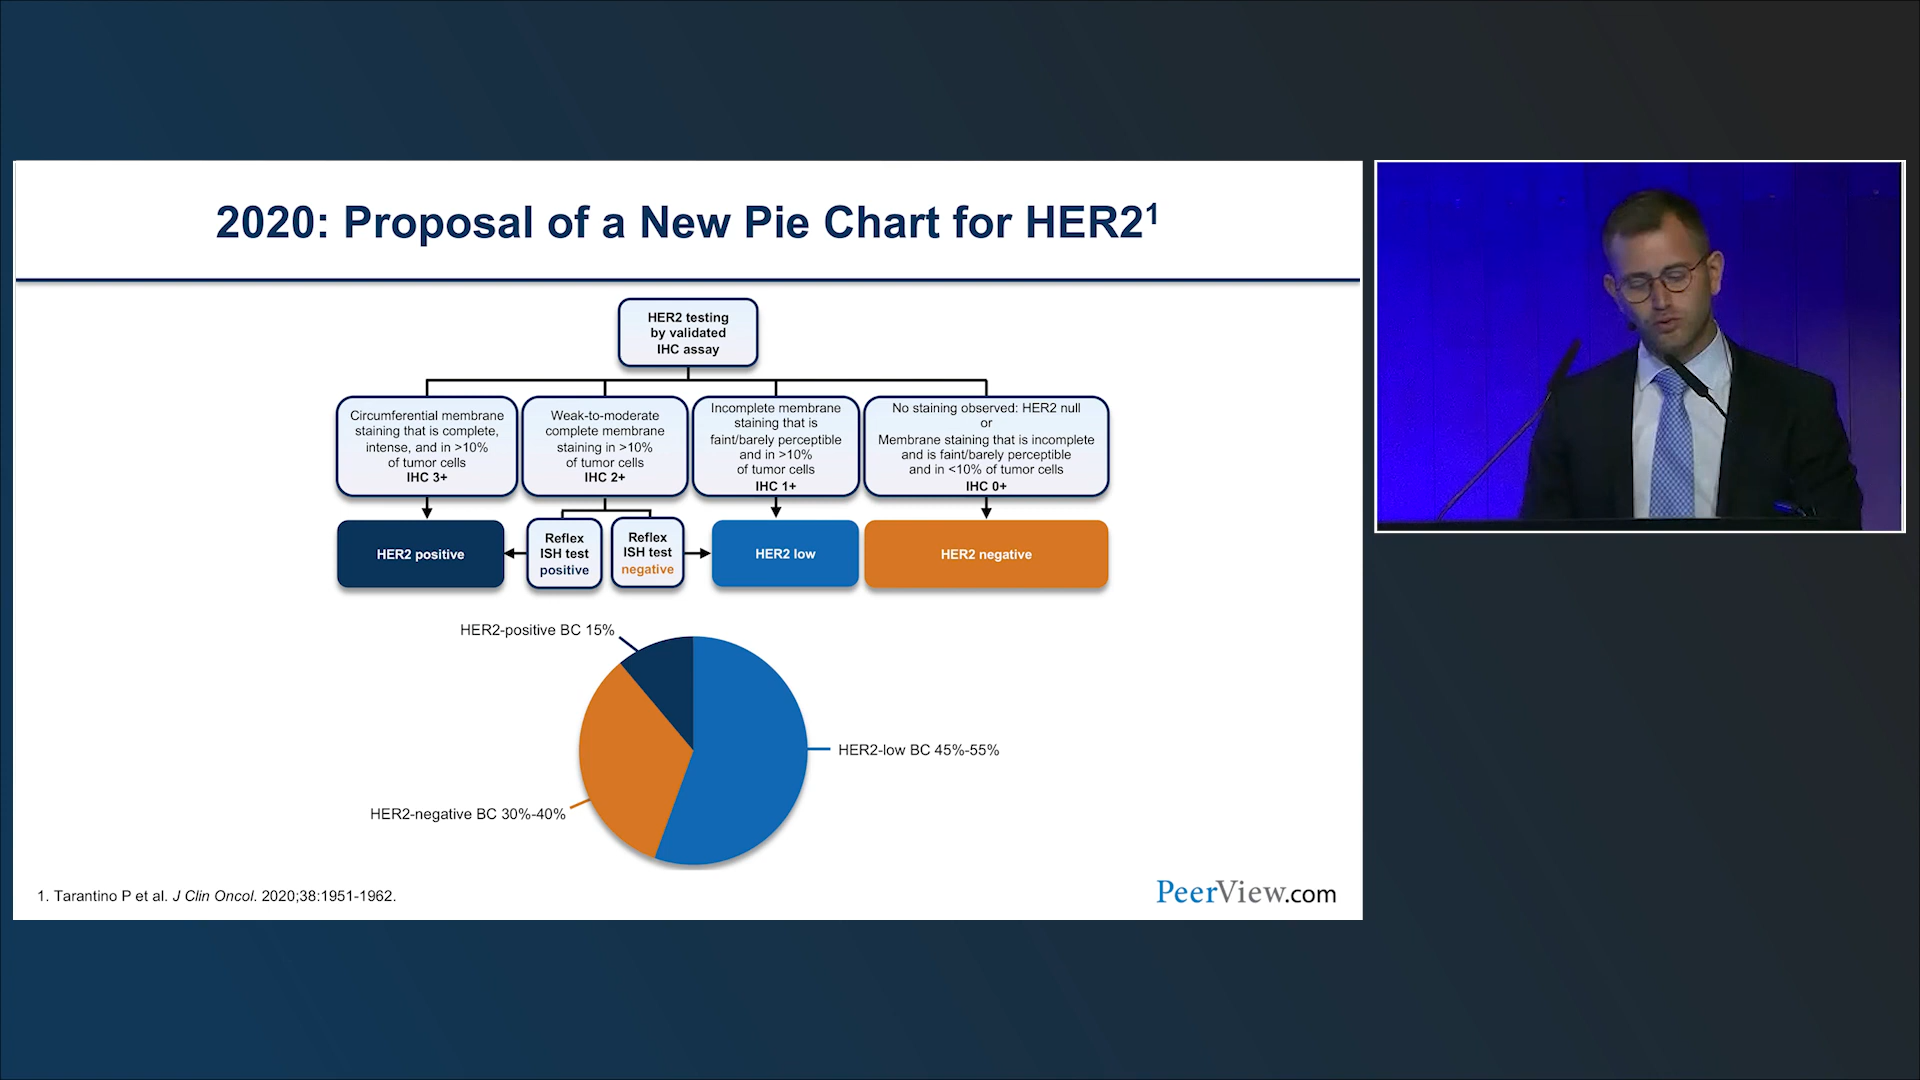 2020: Proposal of a New Pie Chart for HER2¹
HER2 testing
by validated
IHC assay
Circumferential membrane
staining that is complete,
intense, and in >10%
of tumor cells
IHC 3+
Weak-to-moderate
complete membrane
staining in >10%
of tumor cells
IHC 2+
Incomplete membrane
staining that is
faint/barely perceptible
and in >10%
of tumor cells
IHC 1+
No staining observed: HER2 null
or
Membrane staining that is incomplete
and is faint/barely perceptible
and in <10% of tumor cells
IHC 0+
HER2 positive
Reflex
ISH test
positive
Reflex
ISH test
negative
HER2 low
HER2 negative
HER2-positive BC 15%
HER2-low BC 45%-55%
HER2-negative BC 30%-40%
1. Tarantino P et al. J Clin Oncol. 2020;38:1951-1962.
PeerView.com